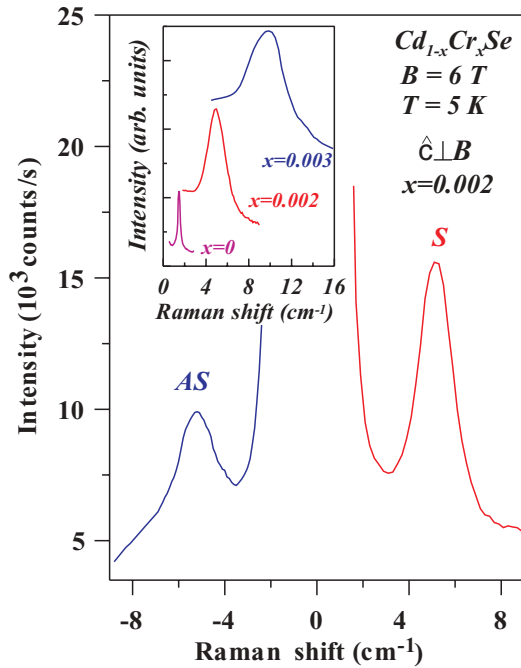 Cd1-xCrxSe
B = 6 T
T = 5 K
ĉ⊥B
x=0.002
Intensity (arb. units)
x=0.003
x=0.002
x=0
0 4 8 12 16
Raman shift (cm-1)
S
AS
25
20
15
10
5
Intensity (10³ counts/s)
-8 -4 0 4 8
Raman shift (cm-1)